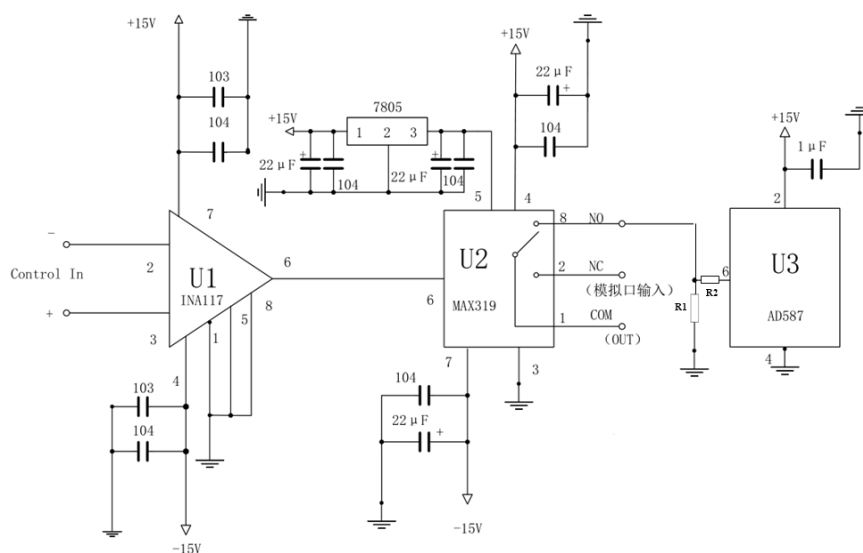 +15V
103
104
7
-
2
Control In
+
3
U1
INA117
6
1
5
8
4
103
104
-15V
+15V
7805
1
2
3
22μF
104
22μF
104
5
+15V
22μF
+
104
4
U2
MAX319
6
8
NO
2
NC
(模拟口输入)
1
COM
(OUT)
7
3
104
22μF
+
-15V
+15V
1μF
2
U3
AD587
6
R2
R1
4